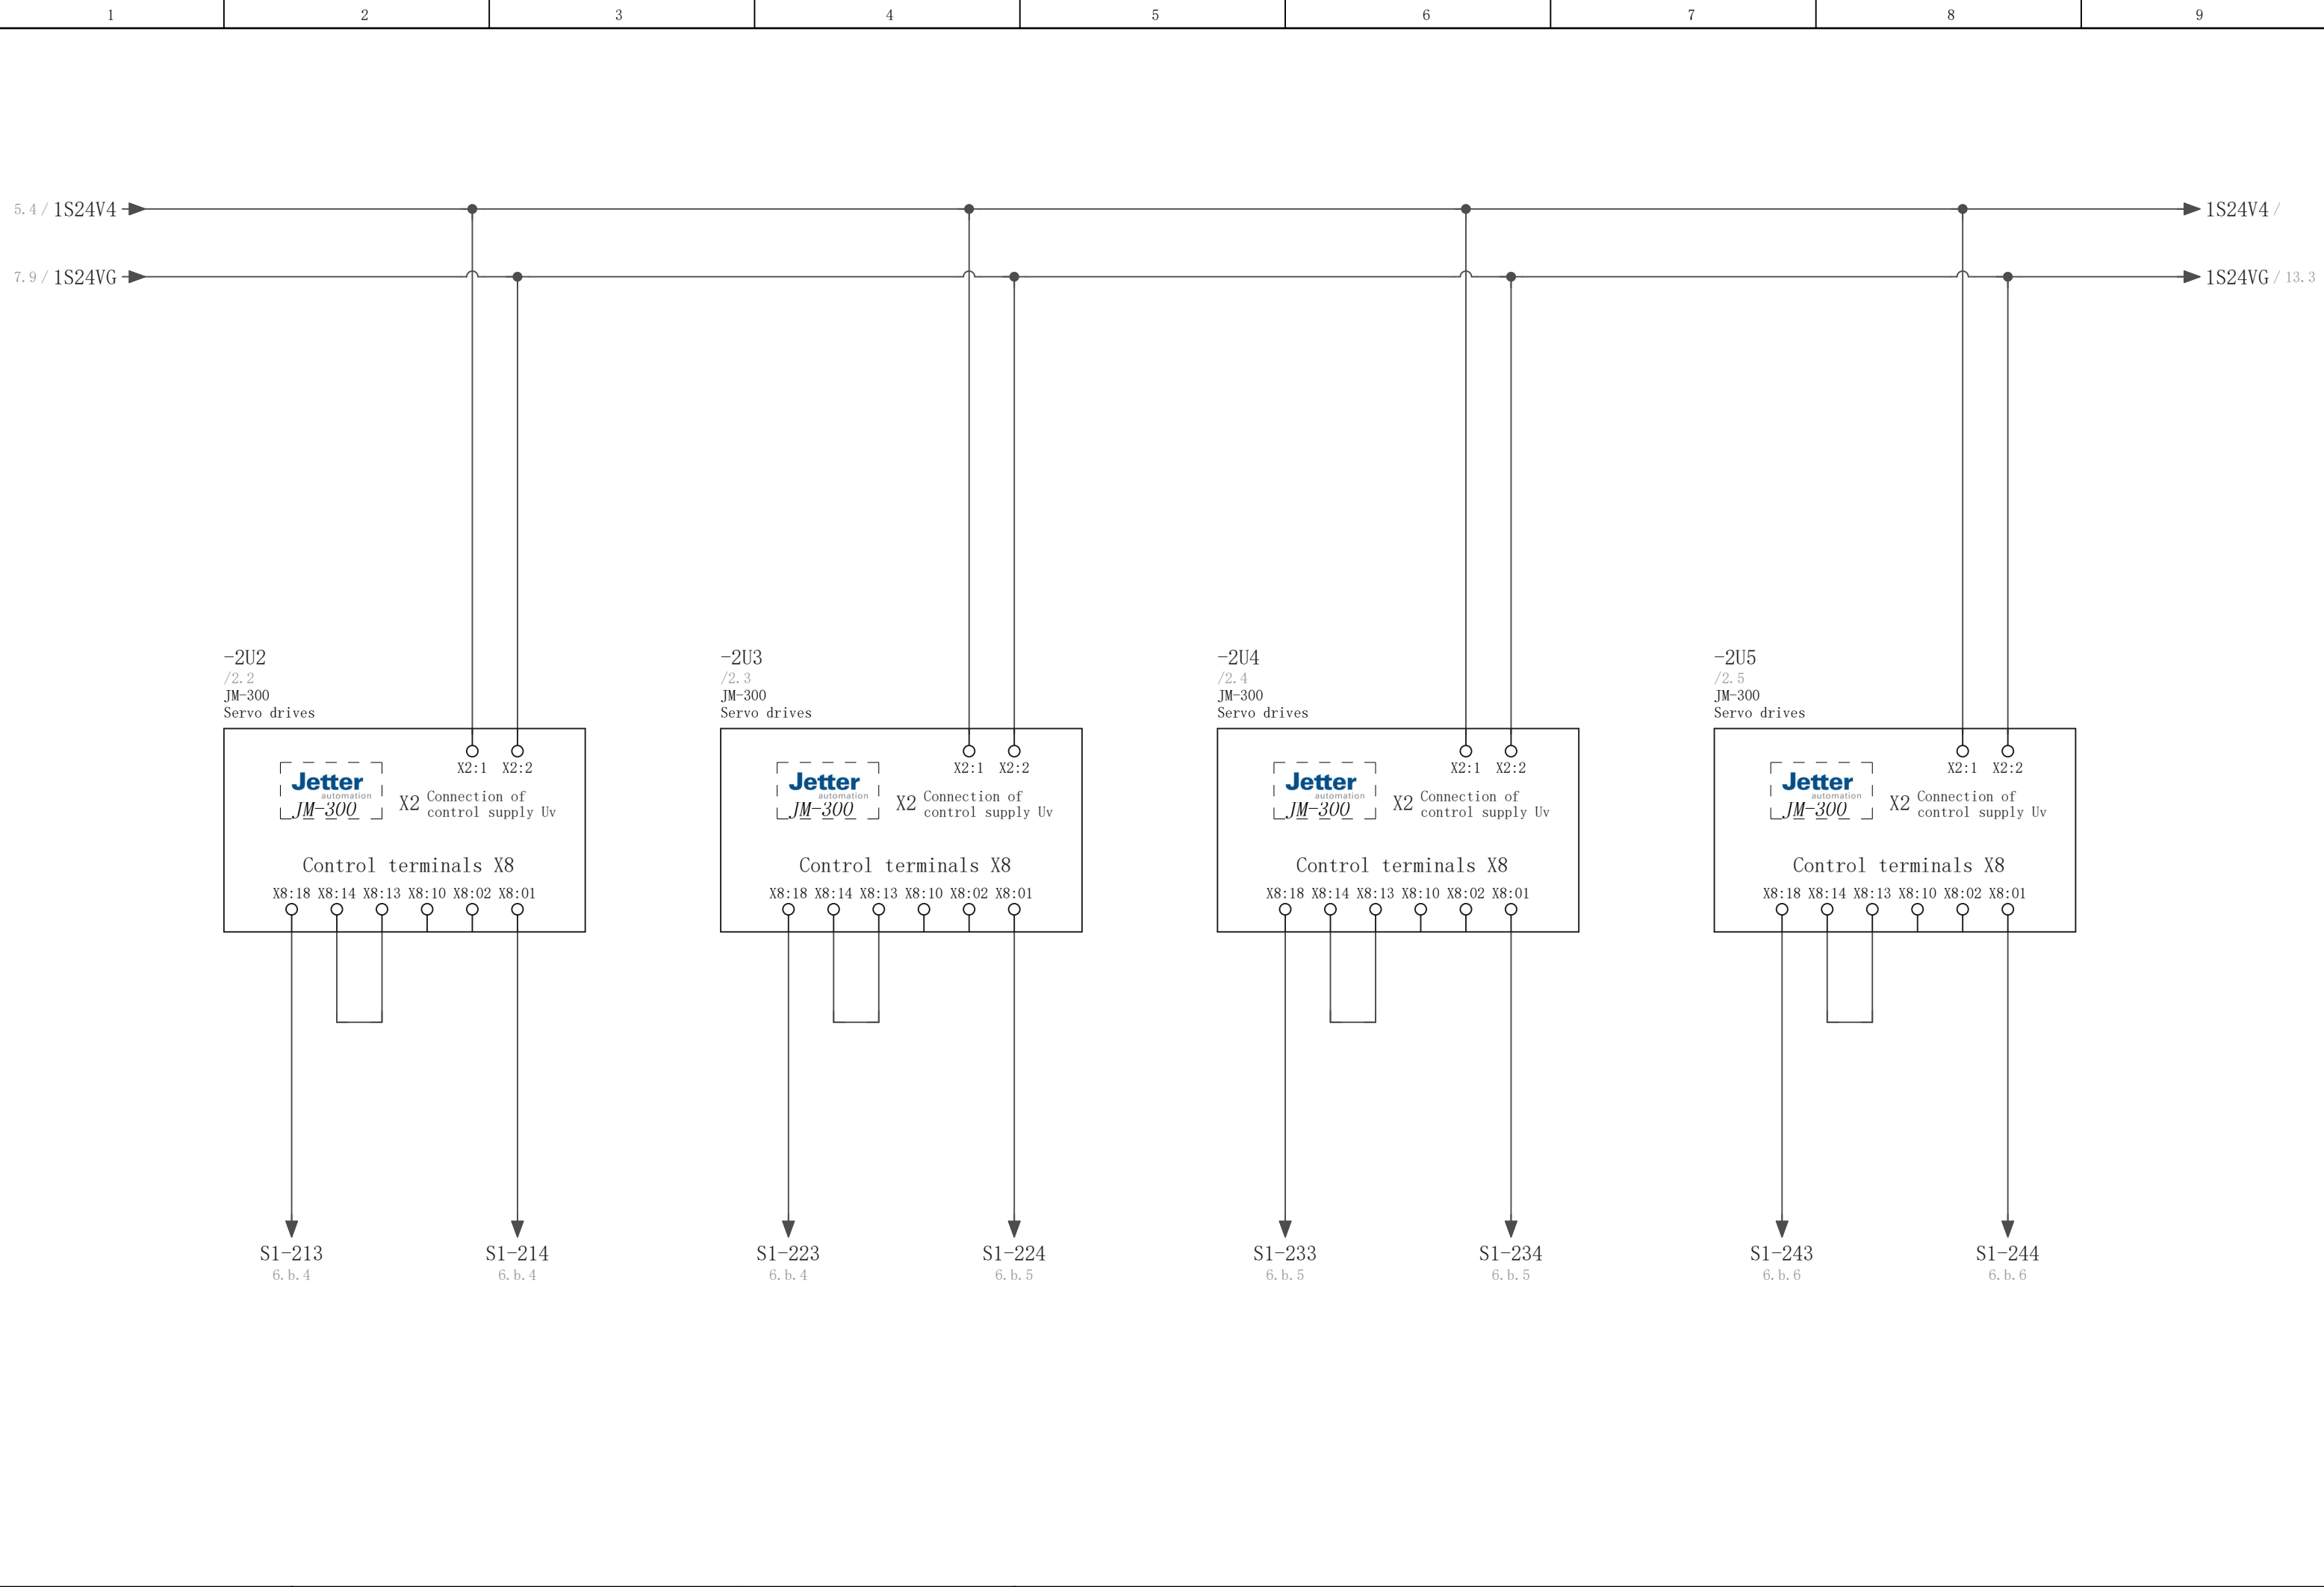 1 2 3 4 5 6 7 8 9
5.4 / 1S24V4 1S24V4 /
7.9 / 1S24VG 1S24VG / 13.3
-2U2
/2.2
JM-300
Servo drives
X2:1 X2:2
Jetter
automation
JM-300
X2 Connection of
control supply Uv
Control terminals X8
X8:18 X8:14 X8:13 X8:10 X8:02 X8:01
S1-213 S1-214
6.b.4 6.b.4
-2U3
/2.3
JM-300
Servo drives
X2:1 X2:2
Jetter
automation
JM-300
X2 Connection of
control supply Uv
Control terminals X8
X8:18 X8:14 X8:13 X8:10 X8:02 X8:01
S1-223 S1-224
6.b.4 6.b.5
-2U4
/2.4
JM-300
Servo drives
X2:1 X2:2
Jetter
automation
JM-300
X2 Connection of
control supply Uv
Control terminals X8
X8:18 X8:14 X8:13 X8:10 X8:02 X8:01
S1-233 S1-234
6.b.5 6.b.5
-2U5
/2.5
JM-300
Servo drives
X2:1 X2:2
Jetter
automation
JM-300
X2 Connection of
control supply Uv
Control terminals X8
X8:18 X8:14 X8:13 X8:10 X8:02 X8:01
S1-243 S1-244
6.b.6 6.b.6